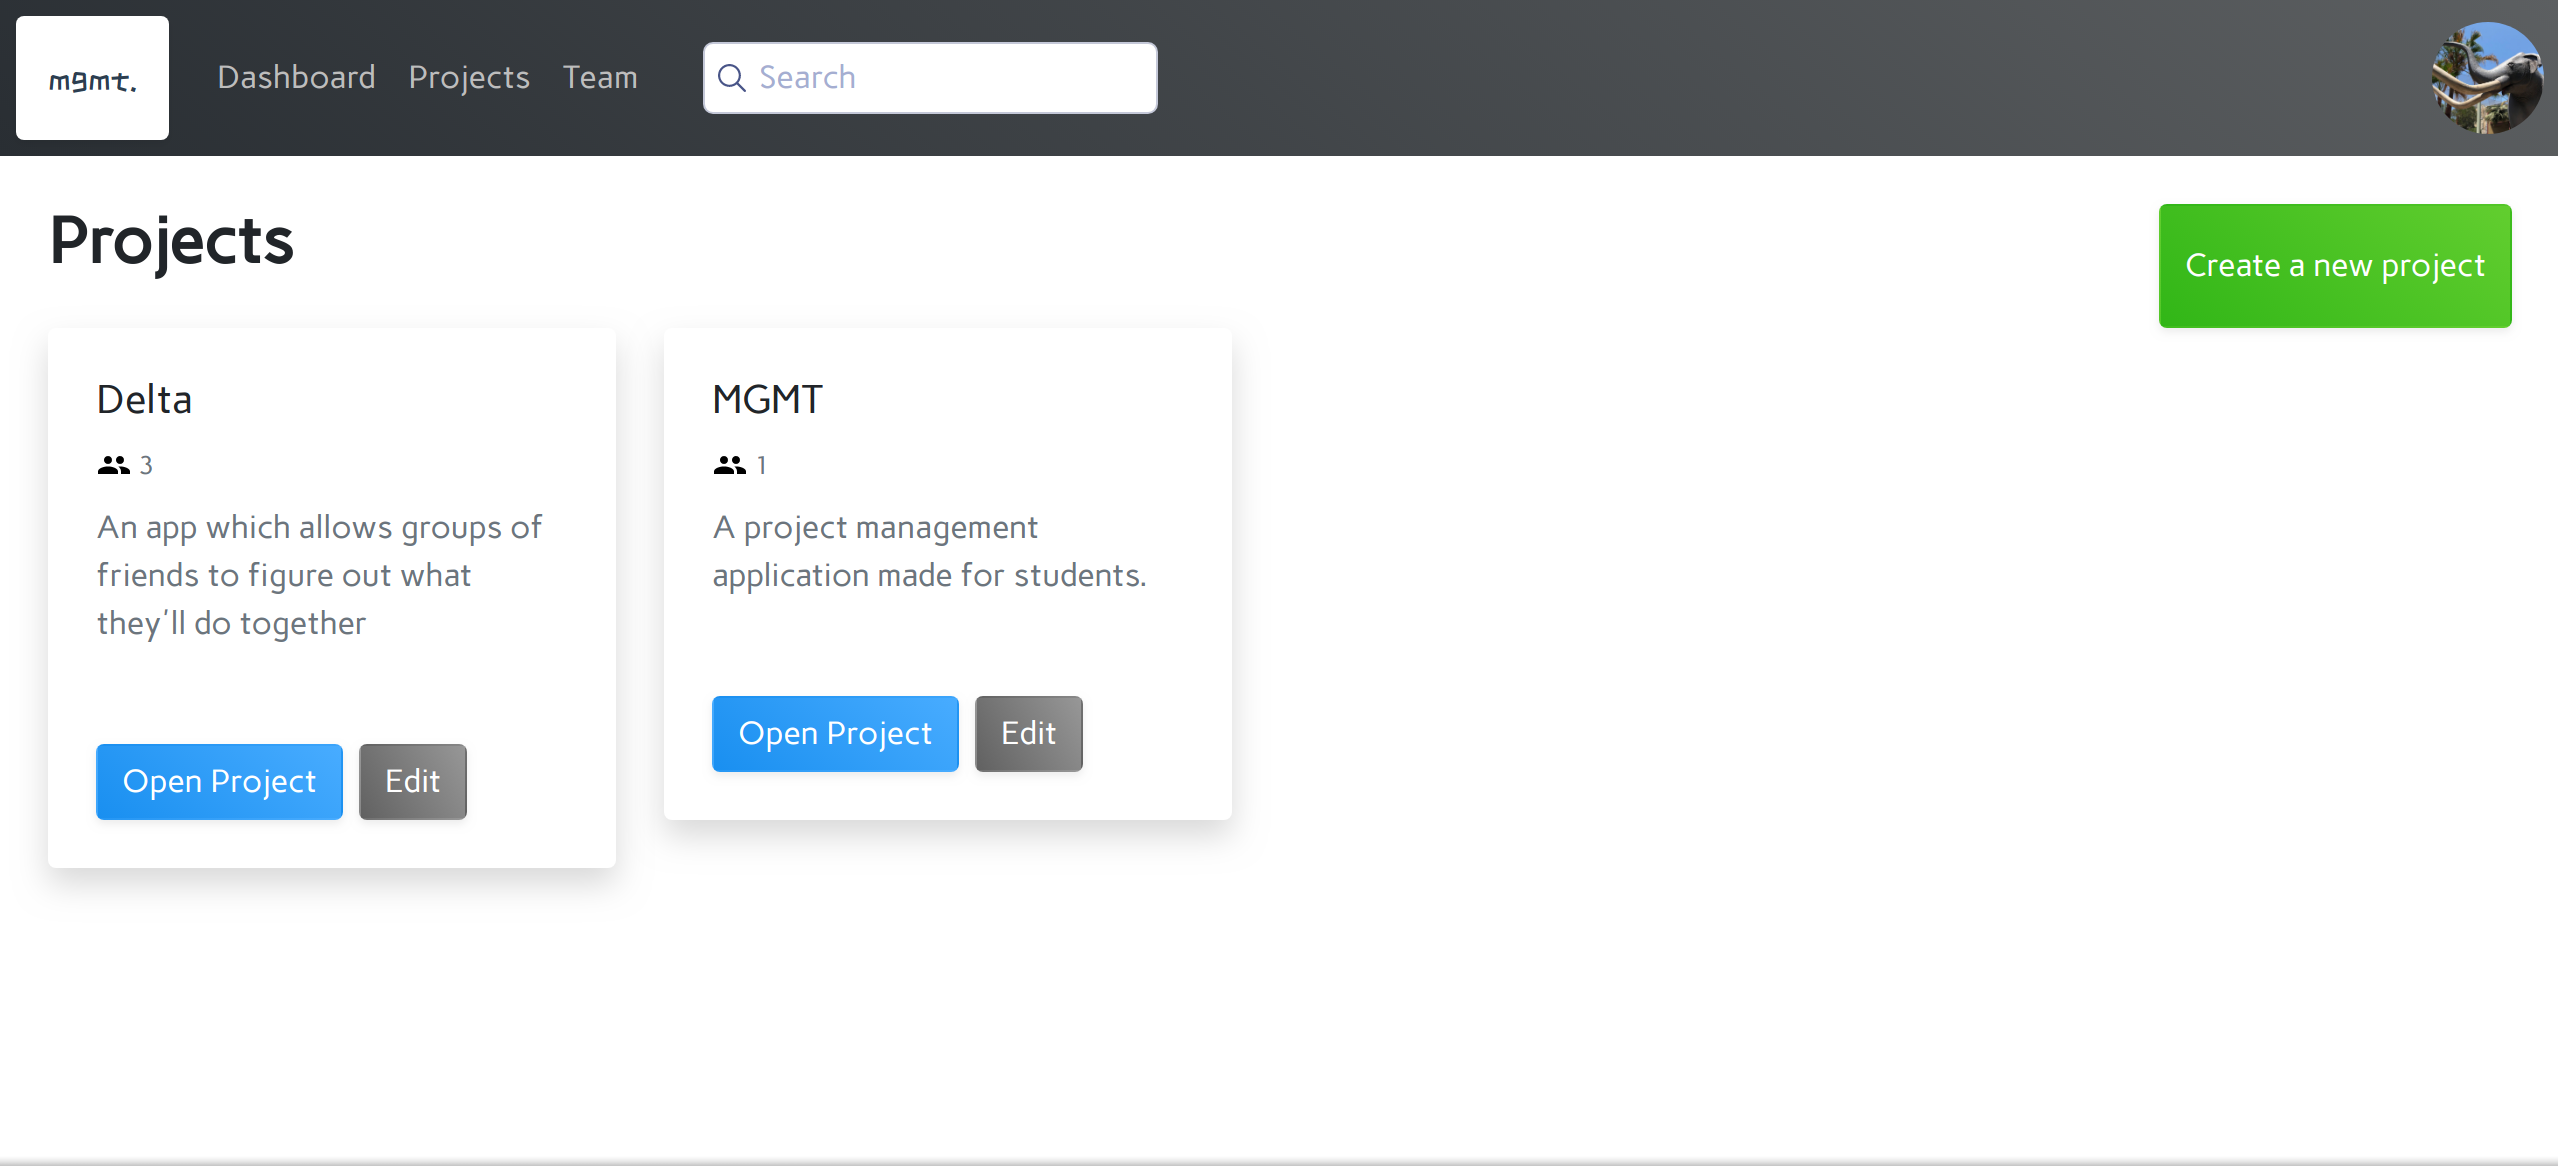 mgmt.
Dashboard
Projects
Team
Search
Projects
Create a new project
Delta
3
An app which allows groups of
friends to figure out what
they'll do together
Open Project
Edit
MGMT
1
A project management
application made for students.
Open Project
Edit